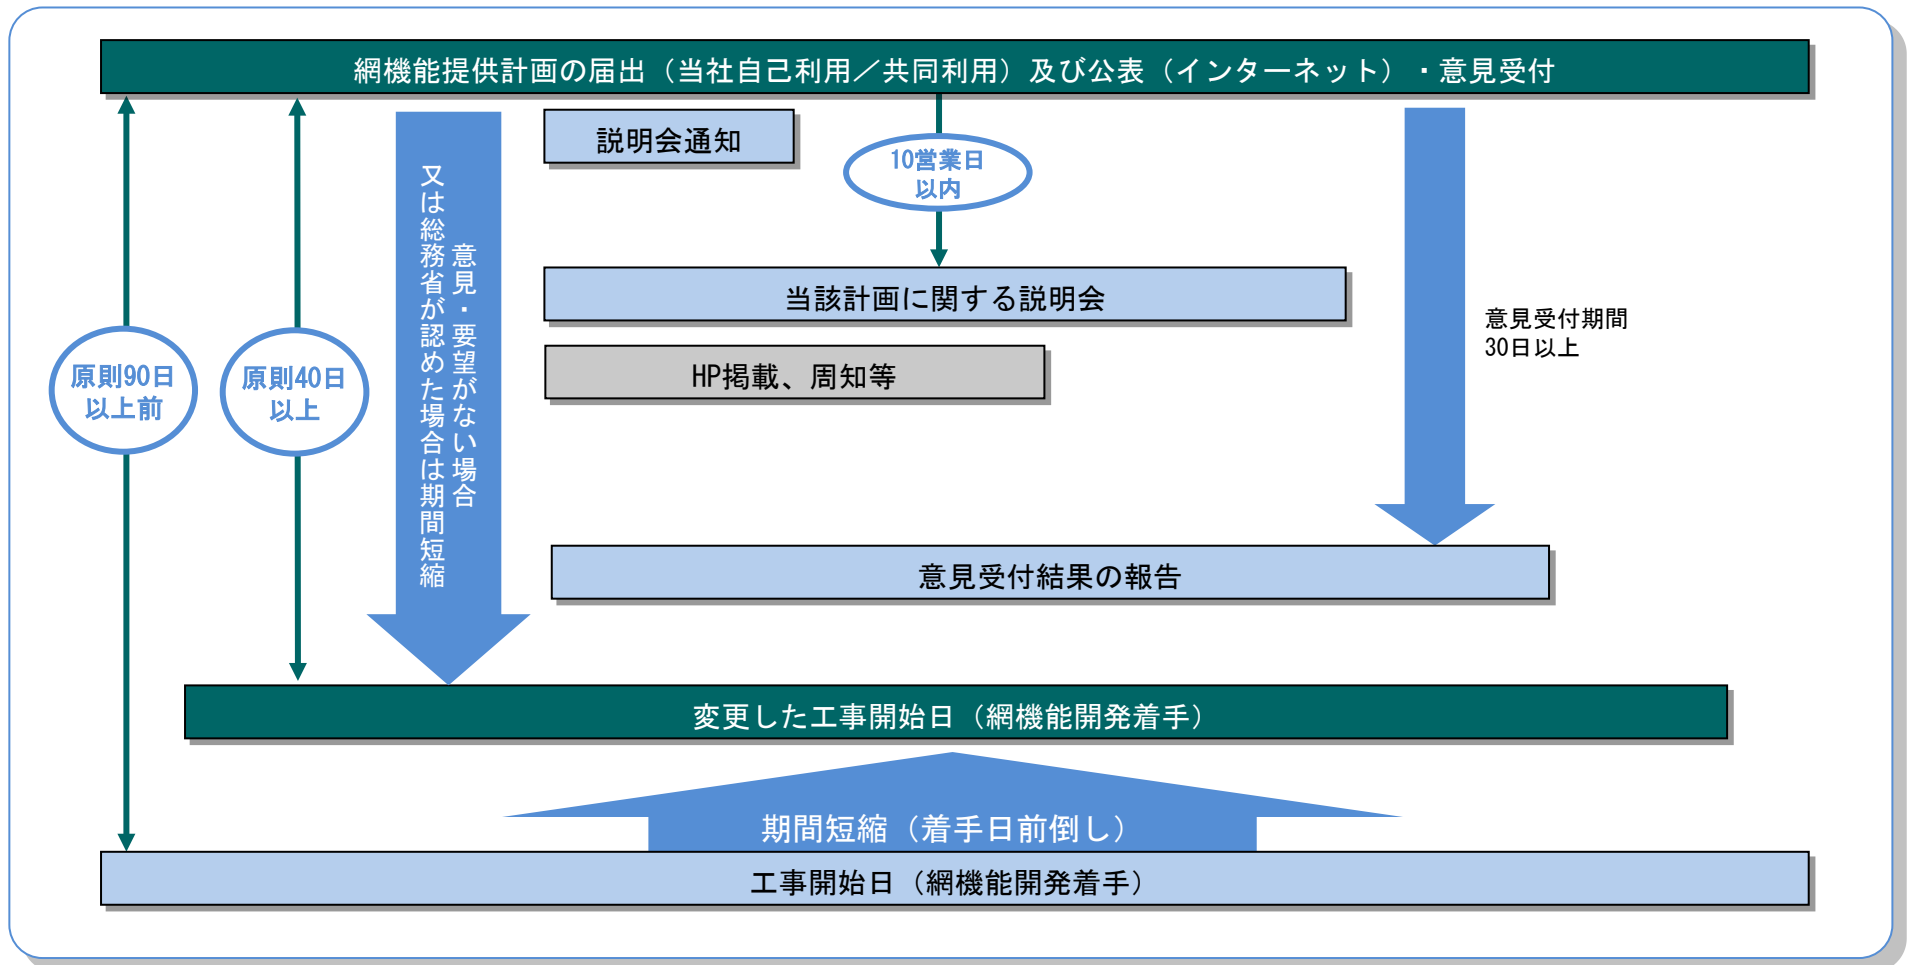 網機能提供計画の届出（当社自己利用／共同利用）及び公表（インターネット）・意見受付
説明会通知
10営業日
以内
意見・要望がない場合
又は総務省が認めた場合は期間短縮
当該計画に関する説明会
意見受付期間
30日以上
HP掲載、周知等
原則90日
以上前
原則40日
以上
意見受付結果の報告
変更した工事開始日（網機能開発着手）
期間短縮（着手日前倒し）
工事開始日（網機能開発着手）